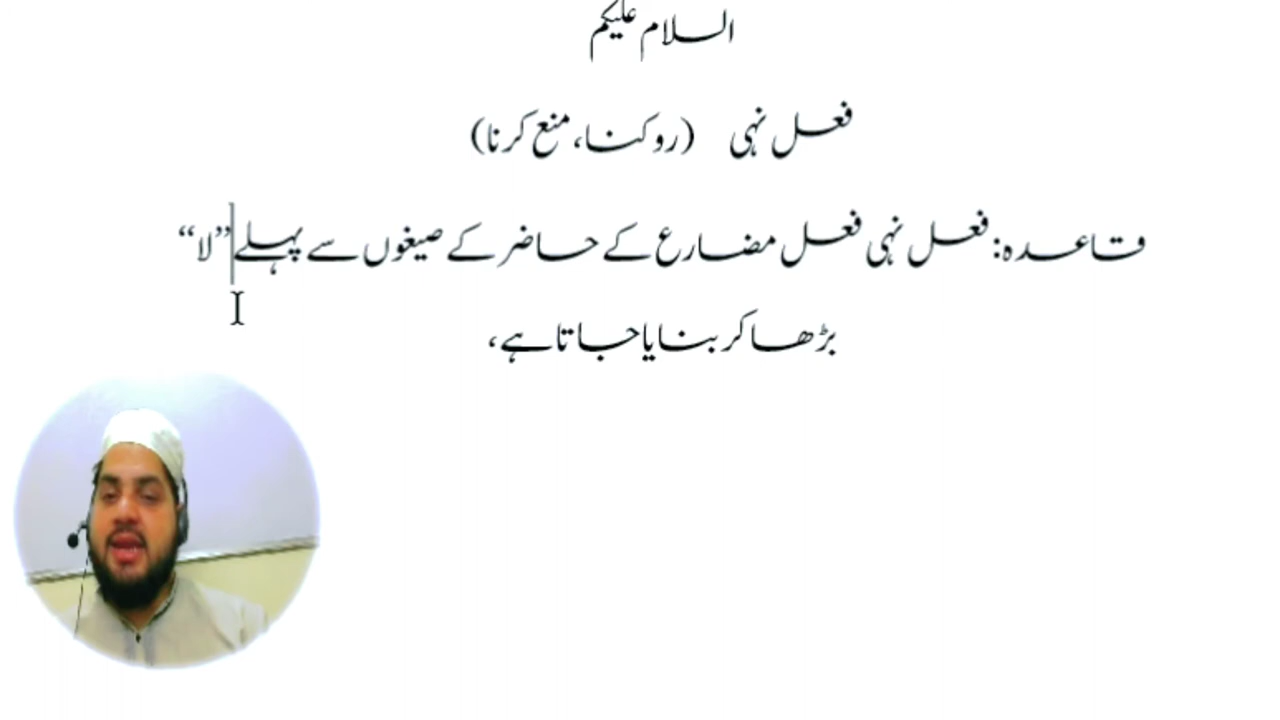 السلام علیکم
فعل نہی (روکنا، منع کرنا)
قاعدہ: فعل نہی فعل مضارع کے حاضر کے صیغوں سے پہلے ”لا“
بڑھا کر بنایا جاتا ہے،